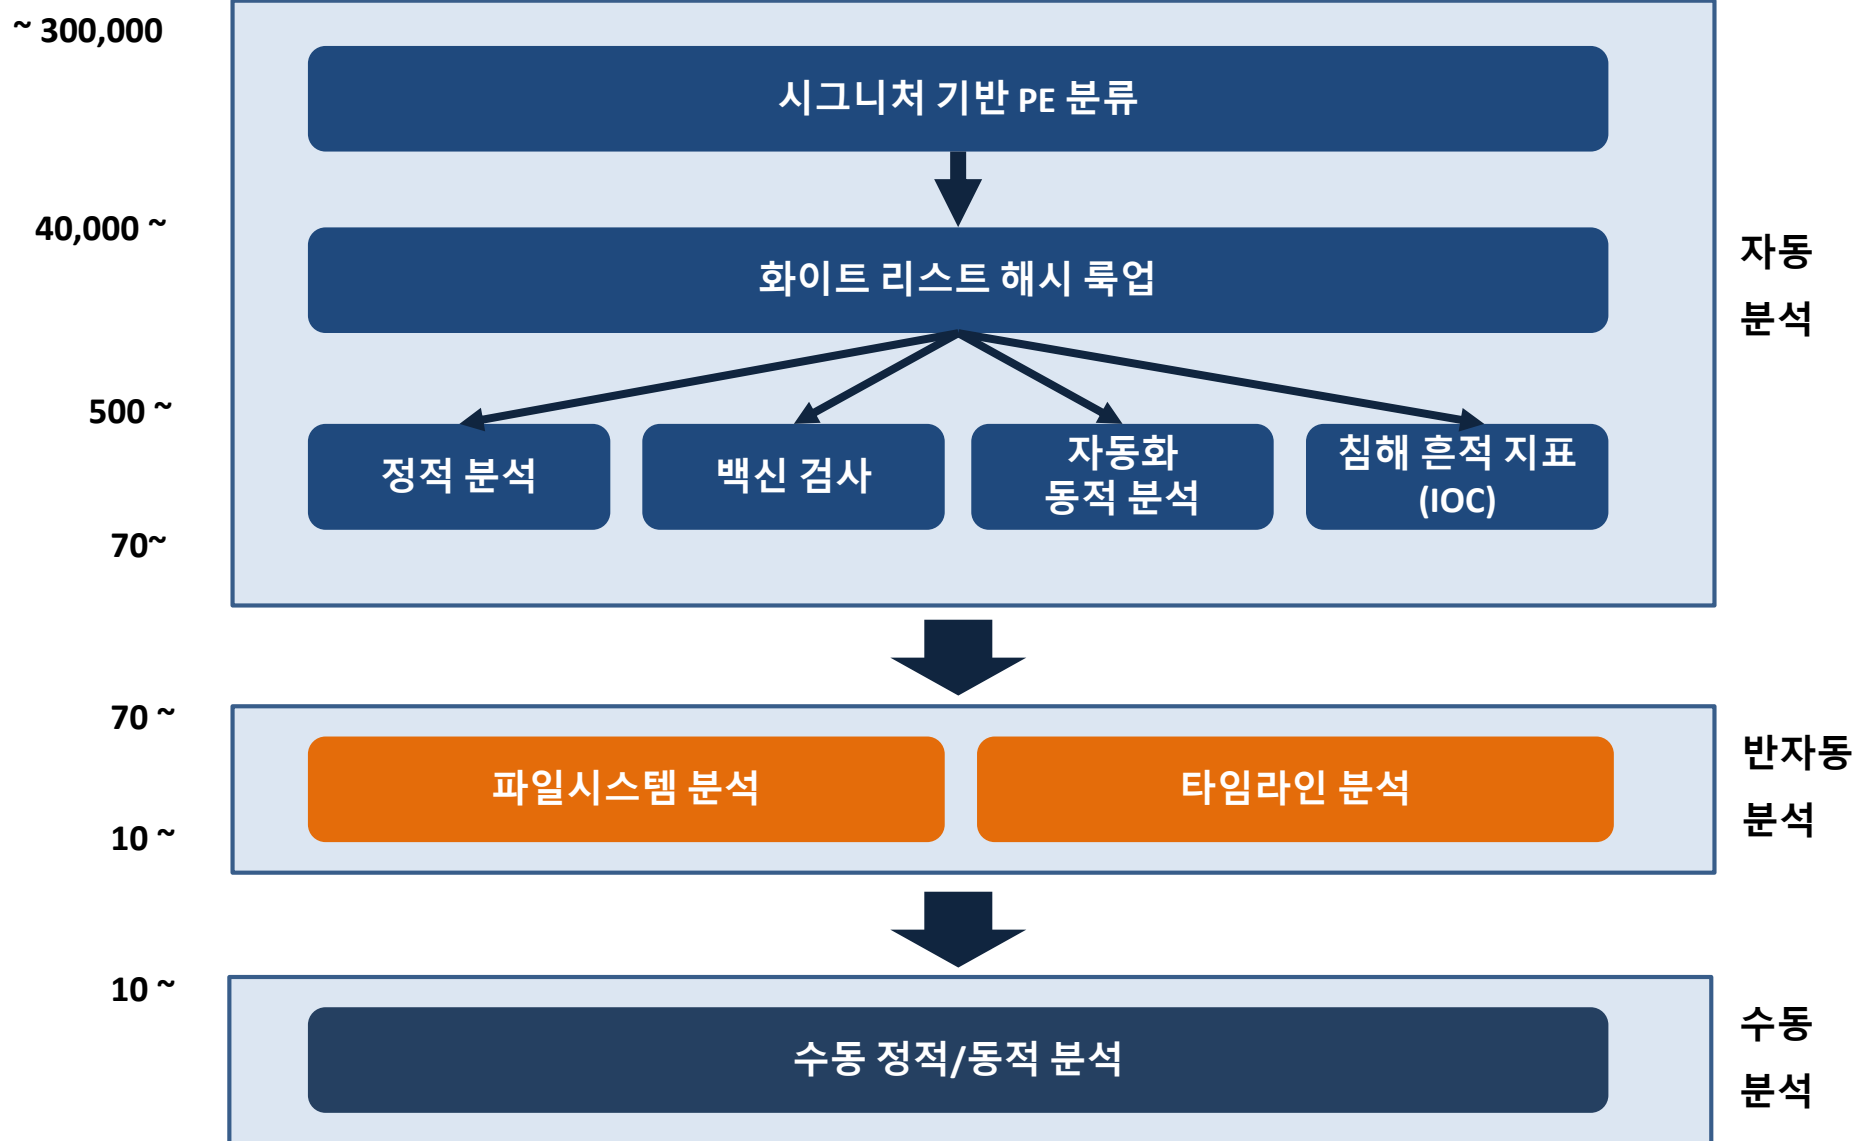 ~ 300,000
시그니쳐 기반 PE 분류
40,000 ~
화이트 리스트 해시 룩업
자동
분석
500 ~
정적 분석
백신 검사
자동화
동적 분석
침해 흔적 지표
(IOC)
70~
70 ~
파일시스템 분석
타임라인 분석
반자동
분석
10 ~
10 ~
수동 정적/동적 분석
수동
분석